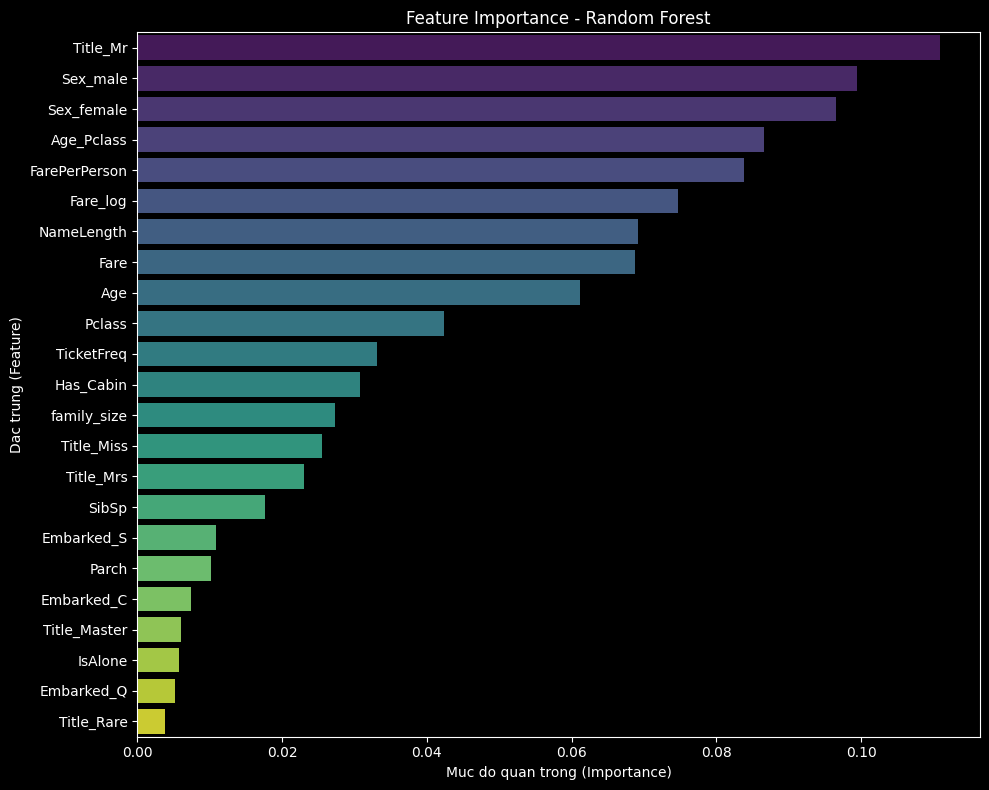 Feature Importance - Random Forest
Dac trung (Feature)
Title_Mr
Sex_male
Sex_female
Age_Pclass
FarePerPerson
Fare_log
NameLength
Fare
Age
Pclass
TicketFreq
Has_Cabin
family_size
Title_Miss
Title_Mrs
SibSp
Embarked_S
Parch
Embarked_C
Title_Master
IsAlone
Embarked_Q
Title_Rare
0.00 0.02 0.04 0.06 0.08 0.10
Muc do quan trong (Importance)